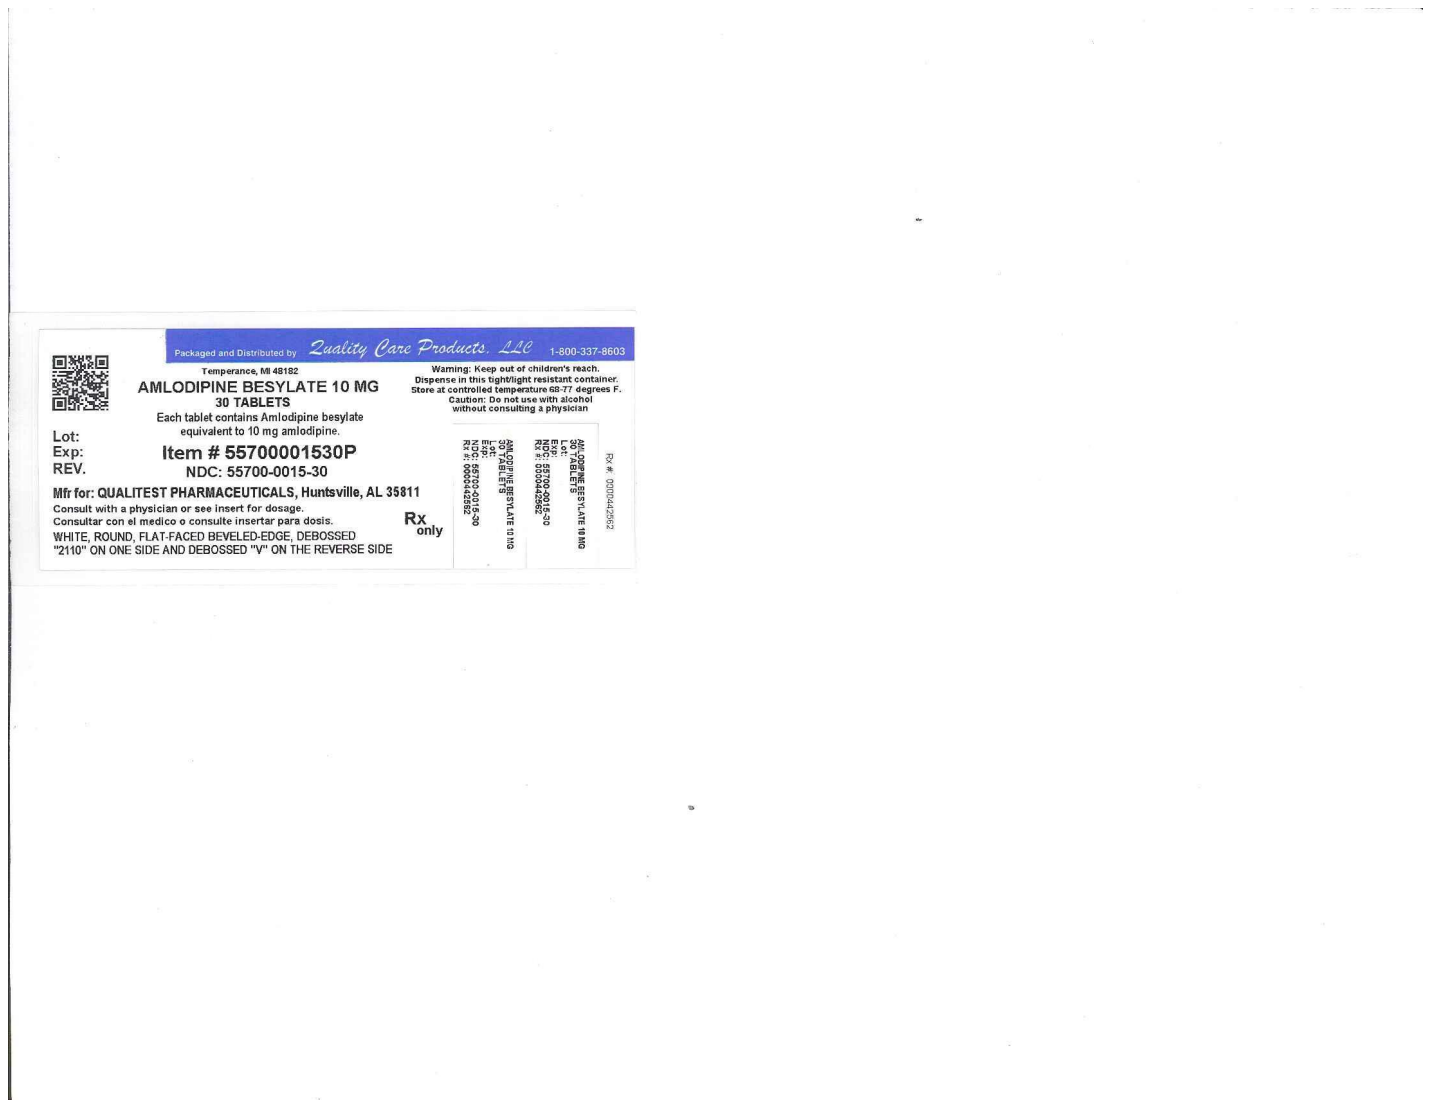 Packaged and Distributed by Quality Care Products, LLC 1-800-337-8603
Temperance, MI 48182
AMLODIPINE BESYLATE 10 MG
30 TABLETS
Each tablet contains Amlodipine besylate
equivalent to 10 mg amlodipine.
Item # 55700001530P
NDC: 55700-0015-30
Lot:
Exp:
REV.
Mfr for: QUALITEST PHARMACEUTICALS, Huntsville, AL 35811
Consult with a physician or see insert for dosage.
Consultar con el medico o consulte insertar para dosis.
WHITE, ROUND, FLAT-FACED BEVELED-EDGE, DEBOSSED
"2110" ON ONE SIDE AND DEBOSSED "V" ON THE REVERSE SIDE
Rx
only
Warning: Keep out of children's reach.
Dispense in this tight/light resistant container.
Store at controlled temperature 68-77 degrees F.
Caution: Do not use with alcohol
without consulting a physician
AMLODIPINE BESYLATE 10 MG
30 TABLETS
Lot:
Exp:
NDC: 55700-0015-30
Rx #: 0000442562
AMLODIPINE BESYLATE 10 MG
30 TABLETS
Lot:
Exp:
NDC: 55700-0015-30
Rx #: 0000442562
Rx #: 0000442562